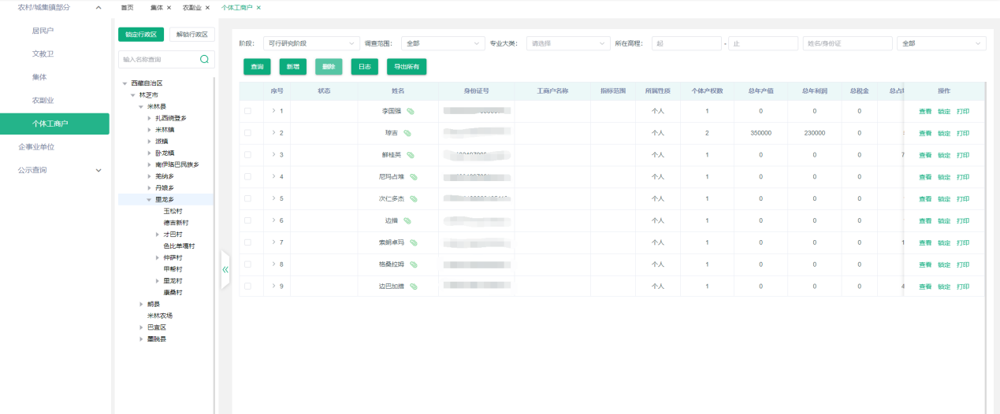 农村/城集镇部分
居民户
文教卫
集体
农副业
个体工商户
企事业单位
公示查询
首页 集体 × 农副业 × 个体工商户 ×
锁定行政区 解锁行政区
输入名称查询
西藏自治区
林芝市
米林县
扎西绕登乡
米林镇
派镇
卧龙镇
南伊珞巴民族乡
羌纳乡
丹娘乡
里龙乡
玉松村
德吉新村
才巴村
色比单嘎村
仲萨村
甲帮村
里龙村
康桑村
朗县
米林农场
巴宜区
墨脱县
阶段: 可行研究阶段 调查范围: 全部 专业大类: 请选择 所在高程: 起 - 止 姓名/身份证 全部
查询 新增 删除 日志 导出所有
序号 状态 姓名 身份证号 工商户名称 指标范围 所属性质 个体产权数 总年产值 总年利润 总税金 操作
1 李国强 个人 1 0 0 0 查看 锁定 打印
2 琼吉 个人 2 350000 230000 0 查看 锁定 打印
3 鲜桂英 个人 1 0 0 0 7 查看 锁定 打印
4 尼玛占堆 个人 1 0 0 0 查看 锁定 打印
5 次仁多杰 个人 1 0 0 0 查看 锁定 打印
6 边措 个人 1 0 0 0 查看 锁定 打印
7 索朗卓玛 个人 1 0 0 0 1 查看 锁定 打印
8 格桑拉姆 个人 1 0 0 0 查看 锁定 打印
9 边巴加措 个人 1 0 0 0 4 查看 锁定 打印